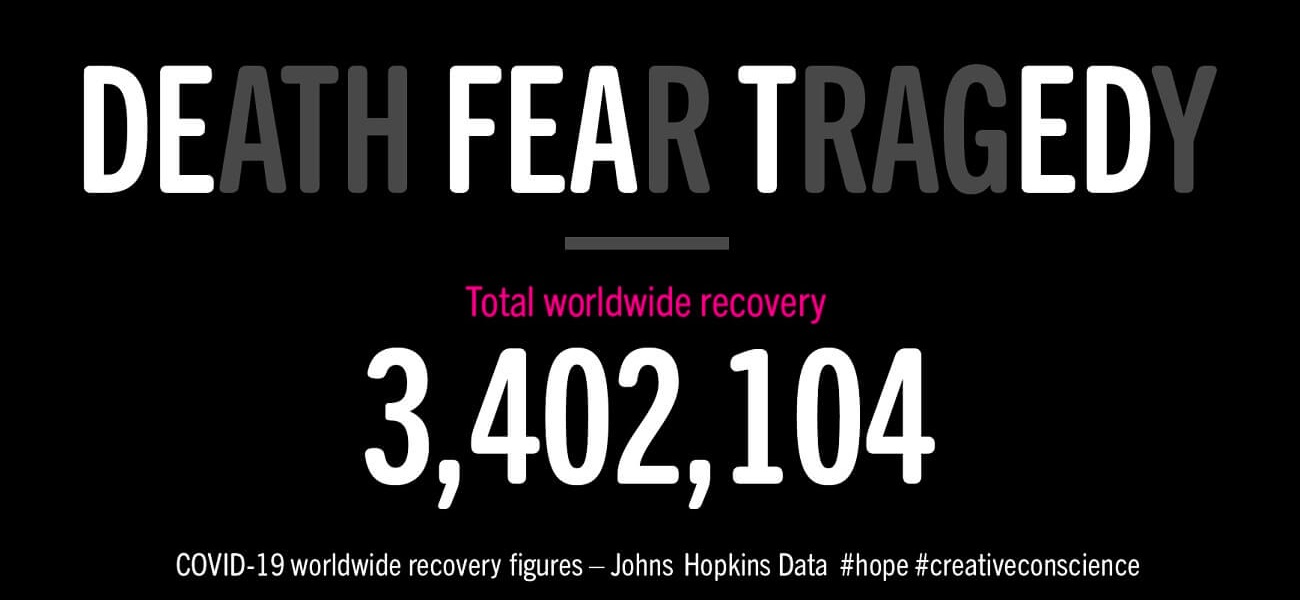 DEATH FEAR TRAGEDY
Total worldwide recovery
3,402,104
COVID-19 worldwide recovery figures – Johns Hopkins Data #hope #creativeconscience